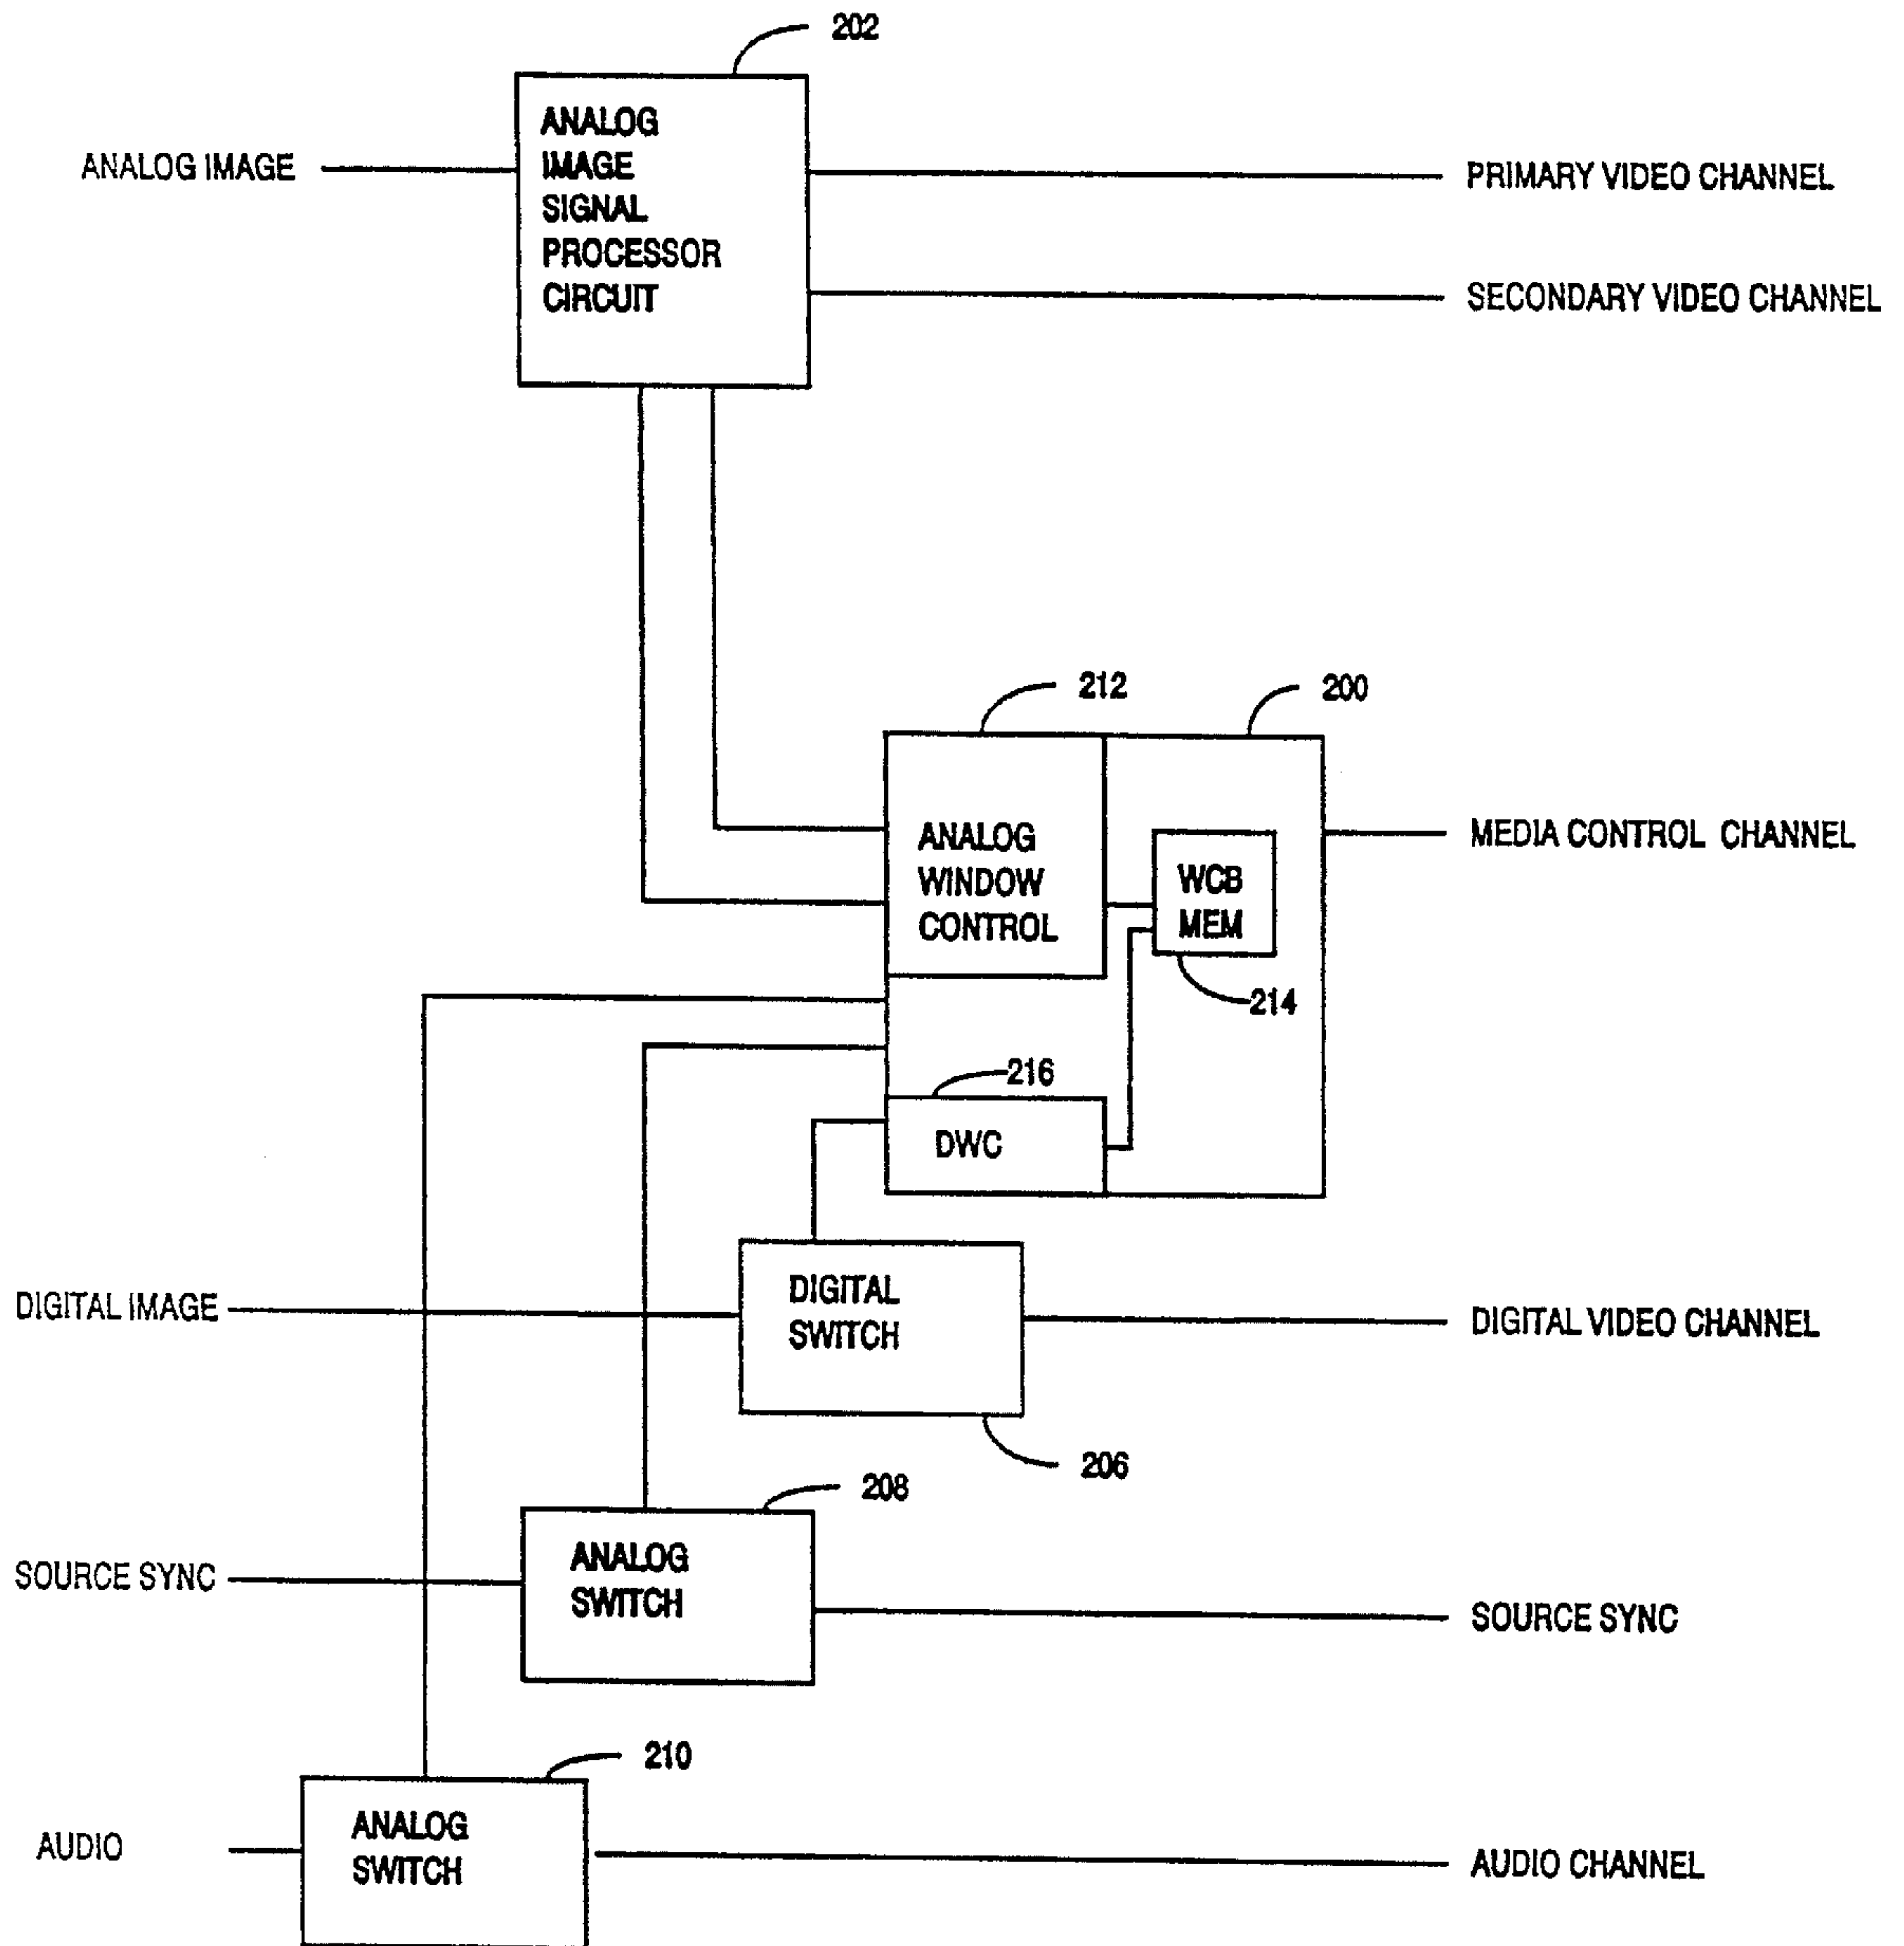 202
ANALOG
IMAGE
SIGNAL
PROCESSOR
CIRCUIT
ANALOG IMAGE
PRIMARY VIDEO CHANNEL
SECONDARY VIDEO CHANNEL
212
200
ANALOG
WINDOW
CONTROL
WCB
MEM
MEDIA CONTROL CHANNEL
214
216
DWC
DIGITAL IMAGE
DIGITAL
SWITCH
DIGITAL VIDEO CHANNEL
206
208
SOURCE SYNC
ANALOG
SWITCH
SOURCE SYNC
210
AUDIO
ANALOG
SWITCH
AUDIO CHANNEL